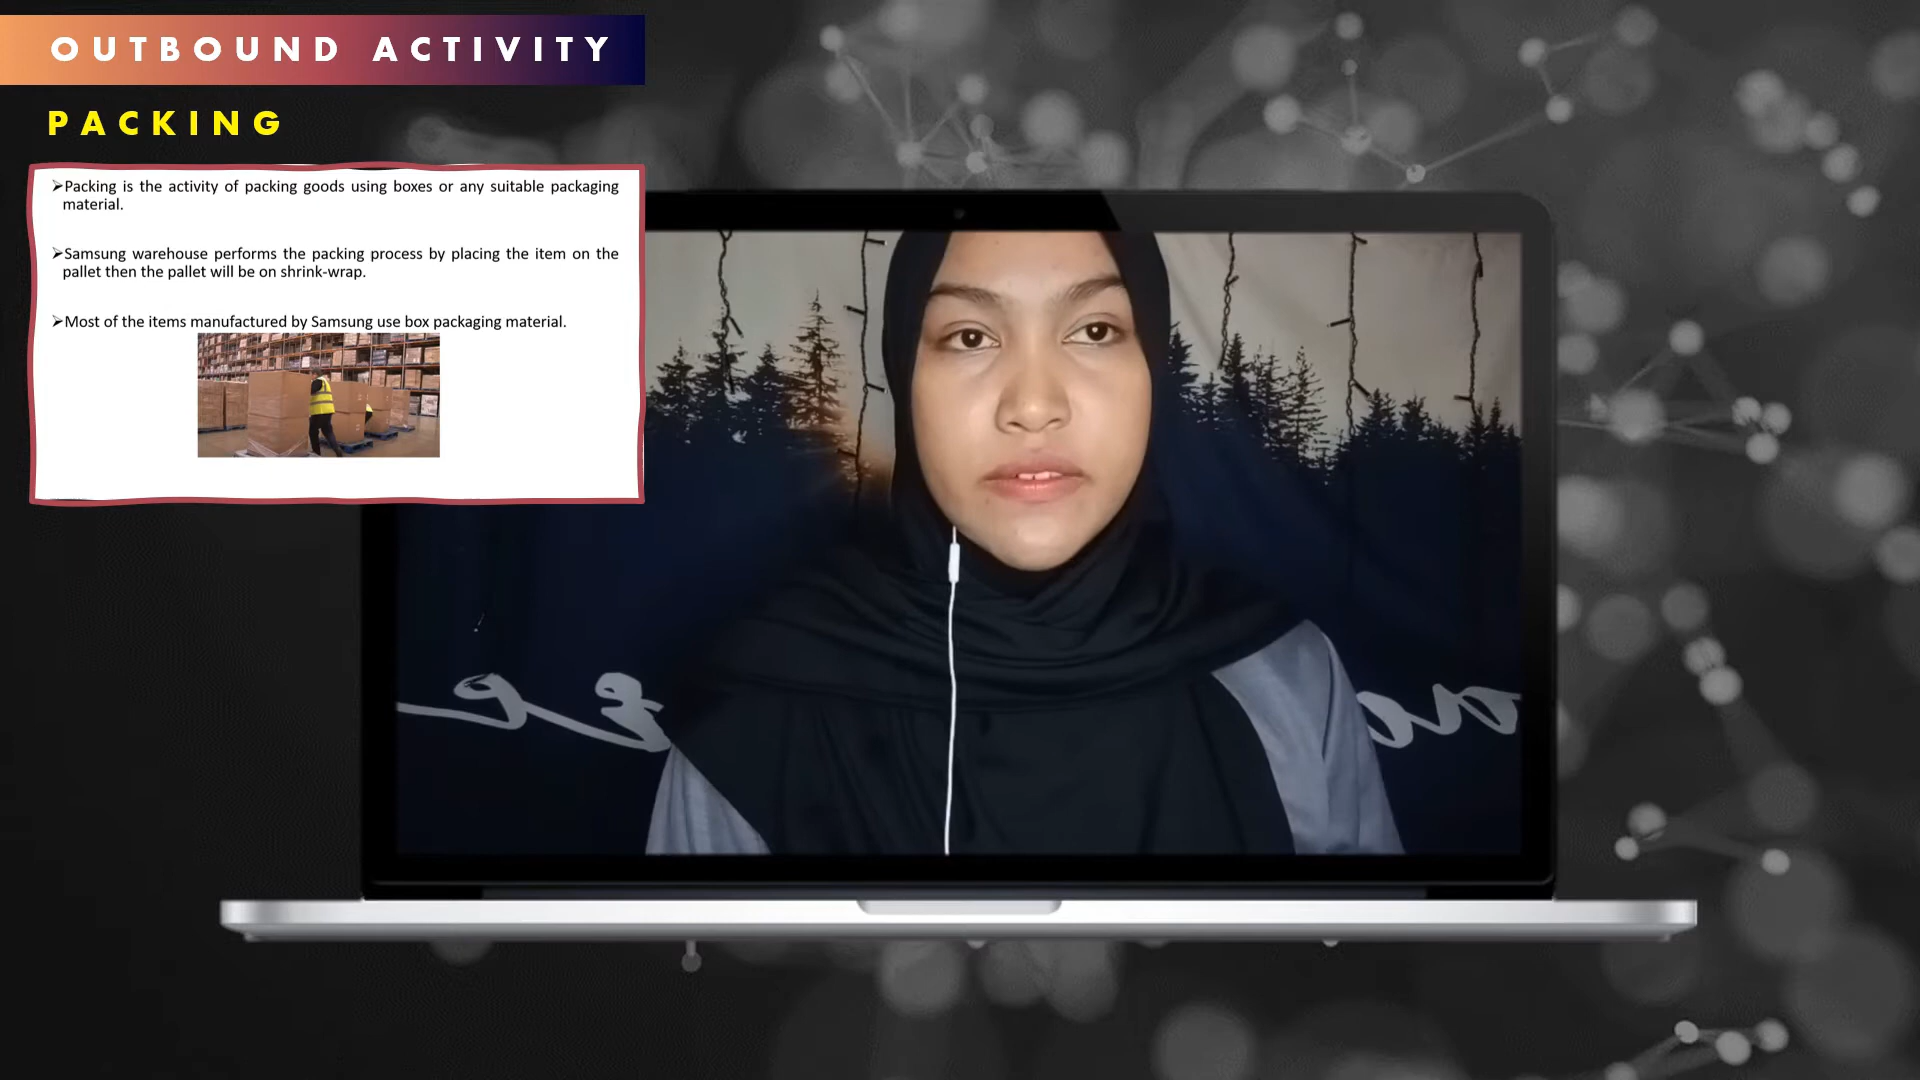 OUTBOUND ACTIVITY
PACKING
➢Packing is the activity of packing goods using boxes or any suitable packaging
material.
➢Samsung warehouse performs the packing process by placing the item on the
pallet then the pallet will be on shrink-wrap.
➢Most of the items manufactured by Samsung use box packaging material.